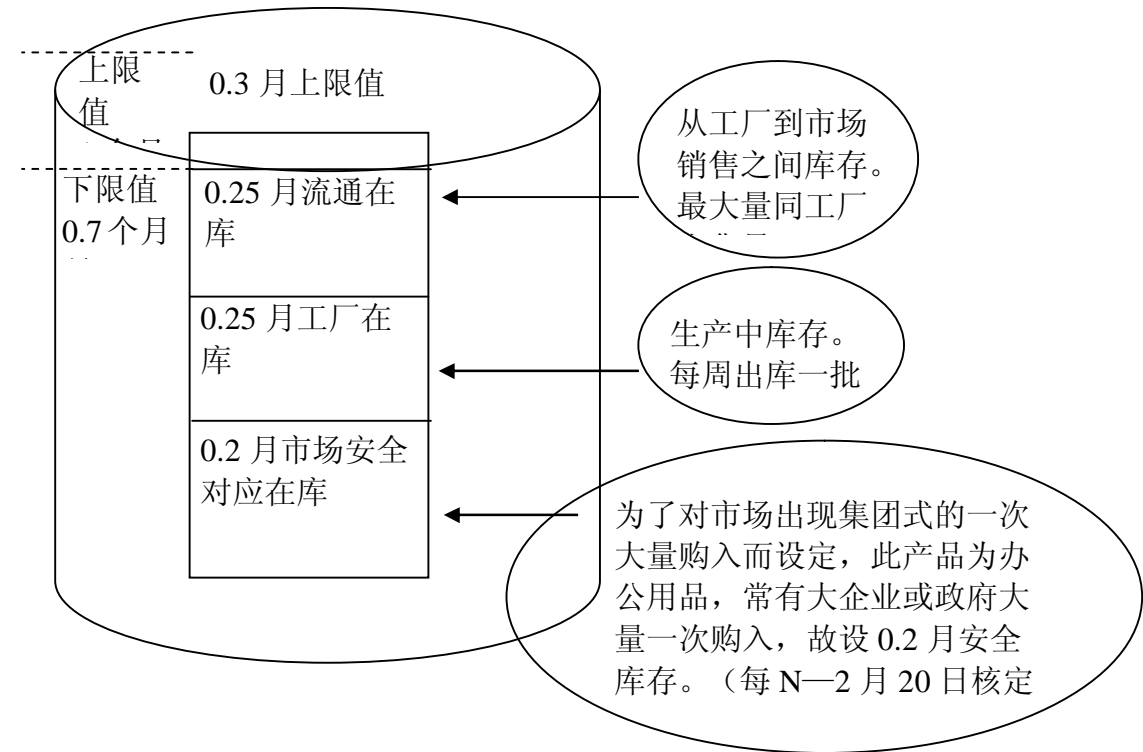 上限
值
0.3 月上限值
下限值
0.7个月
0.25 月流通在
库
0.25 月工厂在
库
0.2 月市场安全
对应在库
从工厂到市场
销售之间库存。
最大量同工厂
生产中库存。
每周出库一批
为了对市场出现集团式的一次
大量购入而设定，此产品为办
公用品，常有大企业或政府大
量一次购入，故设 0.2 月安全
库存。（每 N—2 月 20 日核定